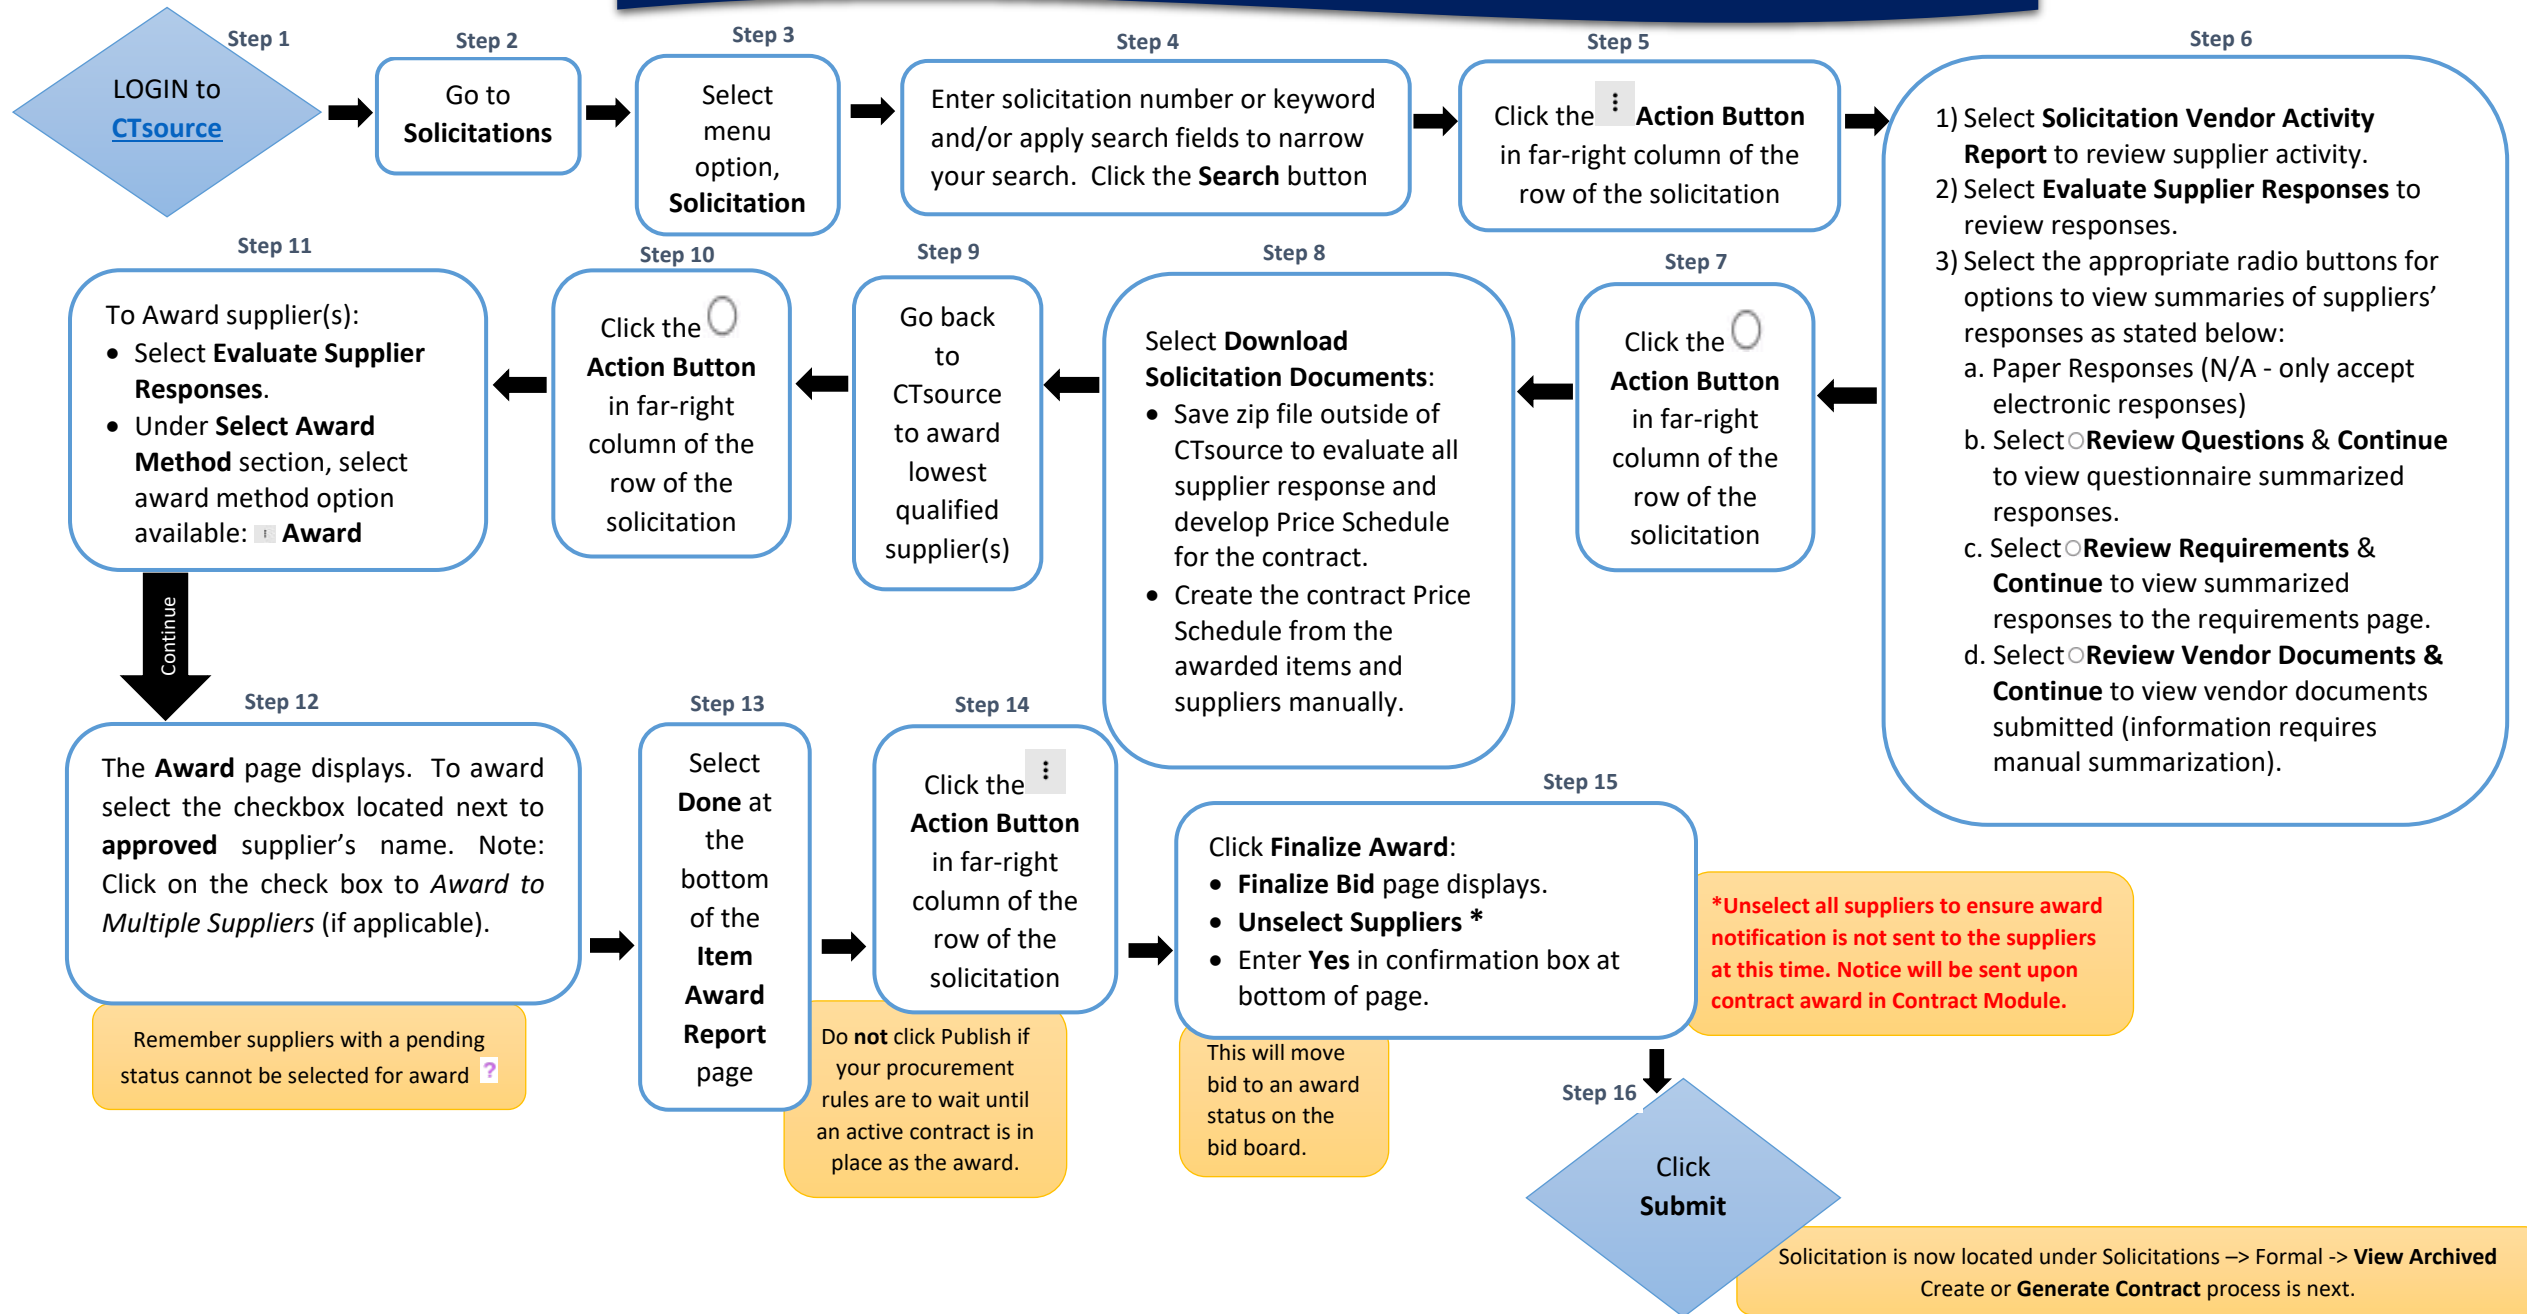 Step 1
LOGIN to
CTsource
Step 2
Go to
Solicitations
Step 3
Select
menu
option,
Solicitation
Step 4
Enter solicitation number or keyword
and/or apply search fields to narrow
your search. Click the Search button
Step 5
Click the ⋮ Action Button
in far-right column of the
row of the solicitation
Step 6
1) Select Solicitation Vendor Activity
Report to review supplier activity.
2) Select Evaluate Supplier Responses to
review responses.
3) Select the appropriate radio buttons for
options to view summaries of suppliers’
responses as stated below:
a. Paper Responses (N/A - only accept
electronic responses)
b. Select ○ Review Questions & Continue
to view questionnaire summarized
responses.
c. Select ○ Review Requirements &
Continue to view summarized
responses to the requirements page.
d. Select ○ Review Vendor Documents &
Continue to view vendor documents
submitted (information requires
manual summarization).
Step 7
Click the ○
Action Button
in far-right
column of the
row of the
solicitation
Step 8
Select Download
Solicitation Documents:
• Save zip file outside of
CTsource to evaluate all
supplier response and
develop Price Schedule
for the contract.
• Create the contract Price
Schedule from the
awarded items and
suppliers manually.
Step 9
Go back
to
CTsource
to award
lowest
qualified
supplier(s)
Step 10
Click the ○
Action Button
in far-right
column of the
row of the
solicitation
Step 11
To Award supplier(s):
• Select Evaluate Supplier
Responses.
• Under Select Award
Method section, select
award method option
available: ⋮ Award
Continue
Step 12
The Award page displays. To award
select the checkbox located next to
approved supplier’s name. Note:
Click on the check box to Award to
Multiple Suppliers (if applicable).
Remember suppliers with a pending
status cannot be selected for award ?
Step 13
Select
Done at
the
bottom
of the
Item
Award
Report
page
Do not click Publish if
your procurement
rules are to wait until
an active contract is in
place as the award.
Step 14
Click the ⋮
Action Button
in far-right
column of the
row of the
solicitation
Step 15
Click Finalize Award:
• Finalize Bid page displays.
• Unselect Suppliers *
• Enter Yes in confirmation box at
bottom of page.
*Unselect all suppliers to ensure award
notification is not sent to the suppliers
at this time. Notice will be sent upon
contract award in Contract Module.
This will move
bid to an award
status on the
bid board.
Step 16
Click
Submit
Solicitation is now located under Solicitations –> Formal -> View Archived
Create or Generate Contract process is next.